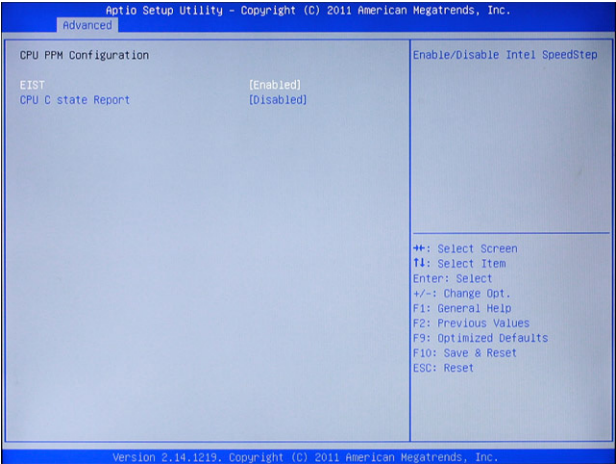 Aptio Setup Utility – Copyright (C) 2011 American Megatrends, Inc.
Advanced
CPU PPM Configuration
EIST [Enabled]
CPU C state Report [Disabled]
Enable/Disable Intel SpeedStep
→←: Select Screen
↑↓: Select Item
Enter: Select
+/-: Change Opt.
F1: General Help
F2: Previous Values
F9: Optimized Defaults
F10: Save & Reset
ESC: Reset
Version 2.14.1219. Copyright (C) 2011 American Megatrends, Inc.